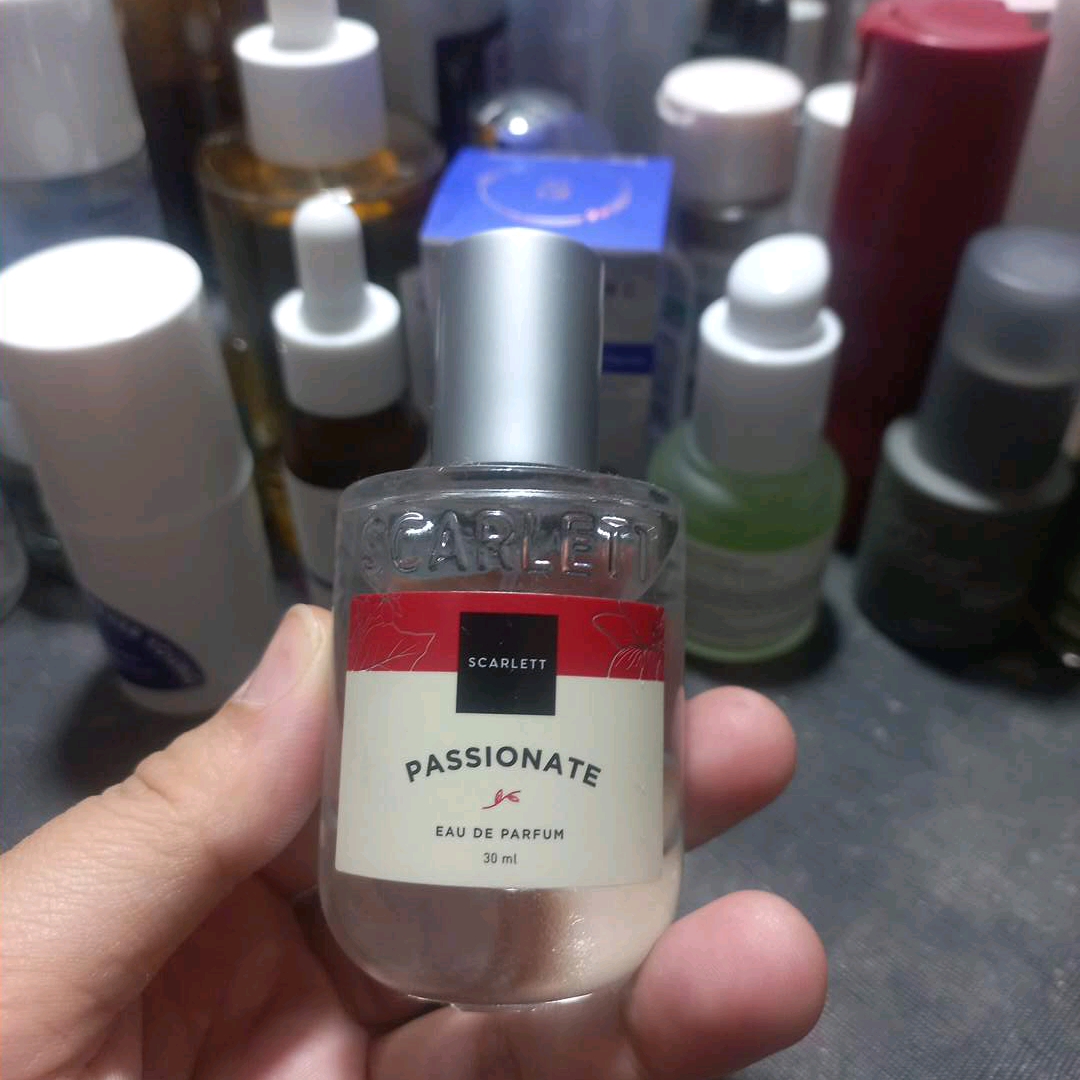 SCARLETT
SCARLETT
PASSIONATE
EAU DE PARFUM
30 ml